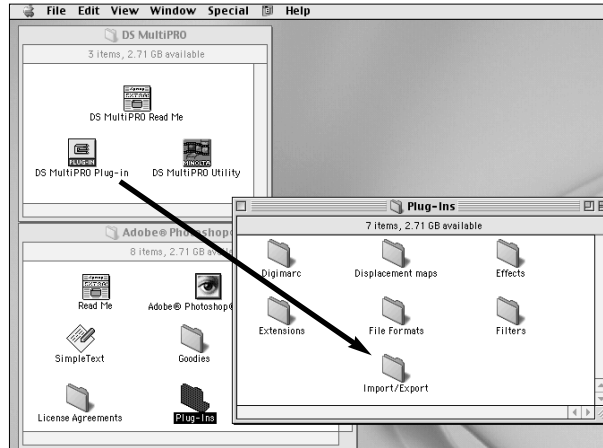 File Edit View Window Special Help
DS MultiPRO
3 items, 2.71 GB available
DS MultiPRO Read Me
PLUG-IN
MINOLTA
DS MultiPRO Plug-in
DS MultiPRO Utility
Adobe® Photoshop®
8 items, 2.71 GB
Read Me
Adobe® Photoshop®
SimpleText
Goodies
License Agreements
Plug-Ins
Plug-Ins
7 items, 2.71 GB available
Digimarc
Displacement maps
Effects
Extensions
File Formats
Filters
Import/Export